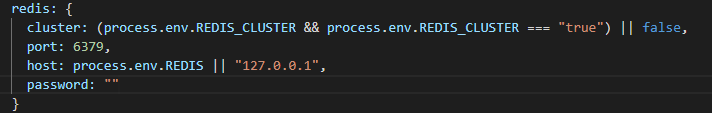 redis: {
cluster: (process.env.REDIS_CLUSTER && process.env.REDIS_CLUSTER === "true") || false,
port: 6379,
host: process.env.REDIS || "127.0.0.1",
password: ""
}